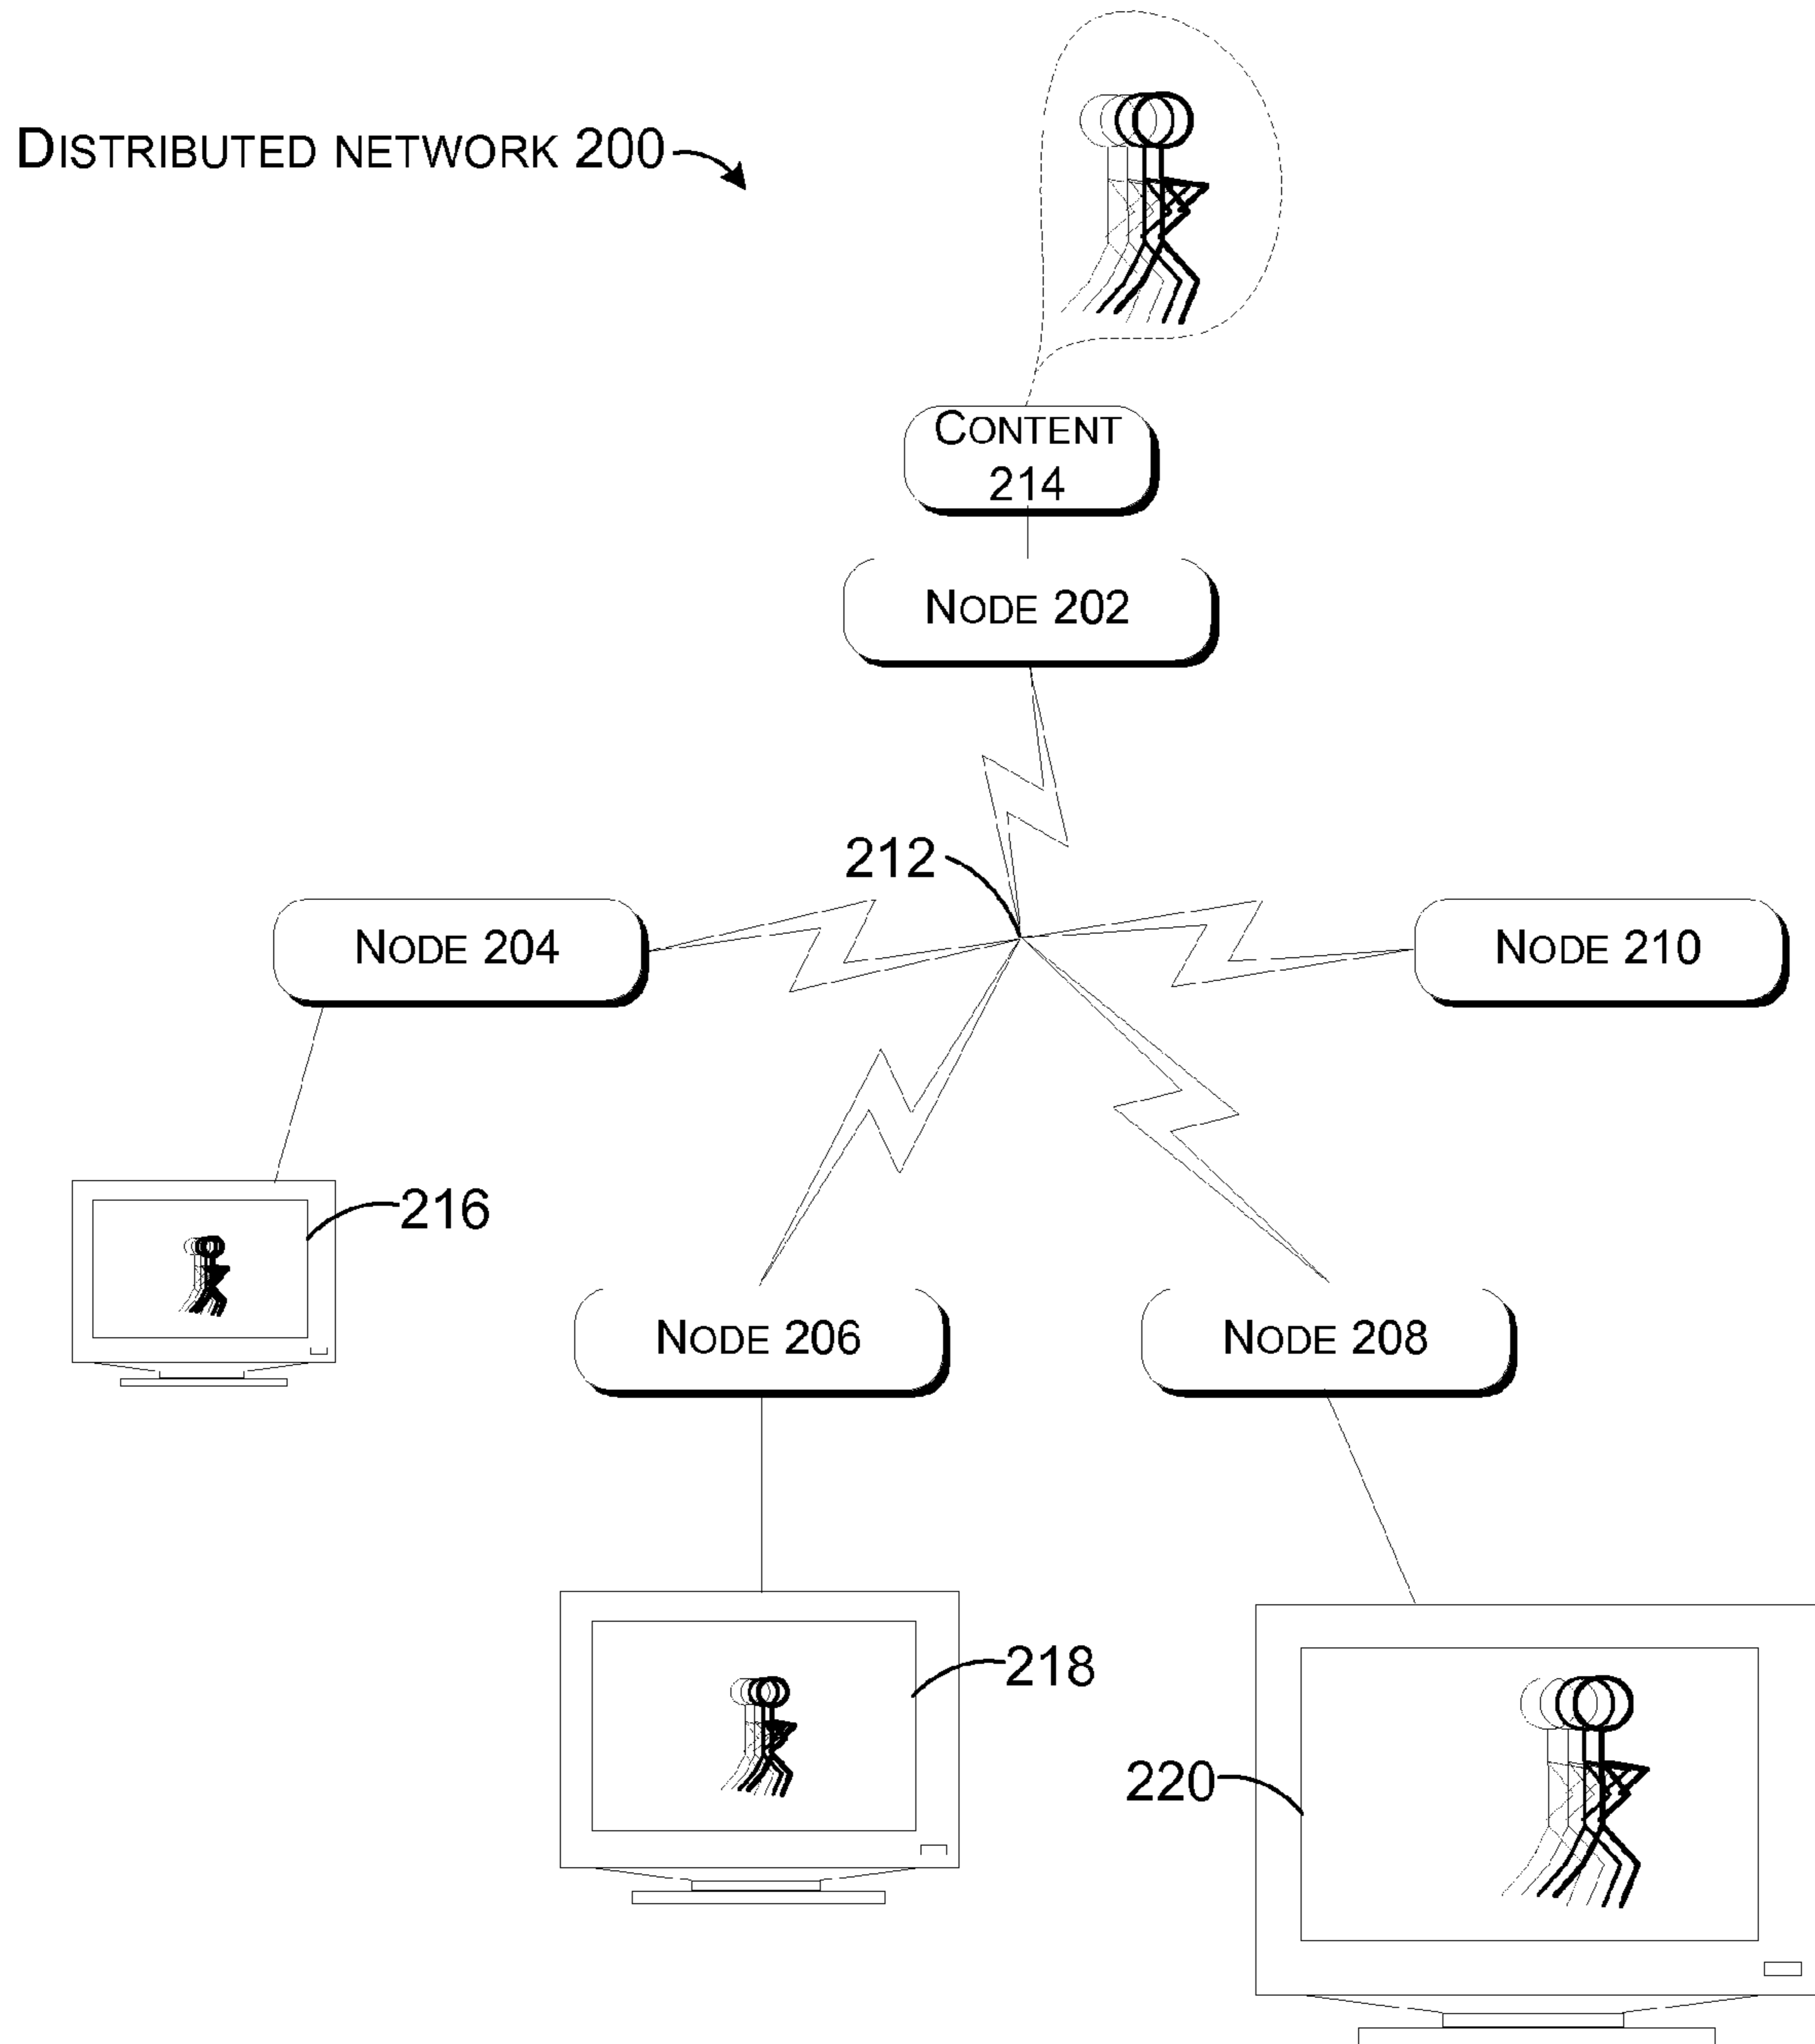 DISTRIBUTED NETWORK 200
CONTENT
214
NODE 202
212
NODE 204
NODE 210
216
NODE 206
NODE 208
218
220